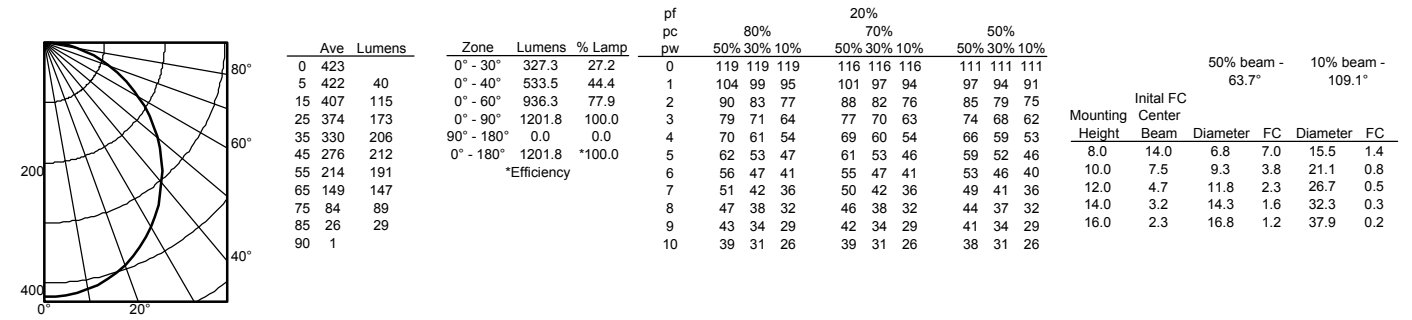 80°
60°
40°
200
400
0° 20°
Ave Lumens
0 423
5 422 40
15 407 115
25 374 173
35 330 206
45 276 212
55 214 191
65 149 147
75 84 89
85 26 29
90 1
Zone Lumens % Lamp
0° - 30° 327.3 27.2
0° - 40° 533.5 44.4
0° - 60° 936.3 77.9
0° - 90° 1201.8 100.0
90° - 180° 0.0 0.0
0° - 180° 1201.8 *100.0
*Efficiency
pf 20%
pc 80% 70% 50%
pw 50% 30% 10% 50% 30% 10% 50% 30% 10%
0 119 119 119 116 116 116 111 111 111
1 104 99 95 101 97 94 97 94 91
2 90 83 77 88 82 76 85 79 75
3 79 71 64 77 70 63 74 68 62
4 70 61 54 69 60 54 66 59 53
5 62 53 47 61 53 46 59 52 46
6 56 47 41 55 47 41 53 46 40
7 51 42 36 50 42 36 49 41 36
8 47 38 32 46 38 32 44 37 32
9 43 34 29 42 34 29 41 34 29
10 39 31 26 39 31 26 38 31 26
50% beam - 10% beam -
63.7° 109.1°
Inital FC
Mounting Center
Height Beam Diameter FC Diameter FC
8.0 14.0 6.8 7.0 15.5 1.4
10.0 7.5 9.3 3.8 21.1 0.8
12.0 4.7 11.8 2.3 26.7 0.5
14.0 3.2 14.3 1.6 32.3 0.3
16.0 2.3 16.8 1.2 37.9 0.2